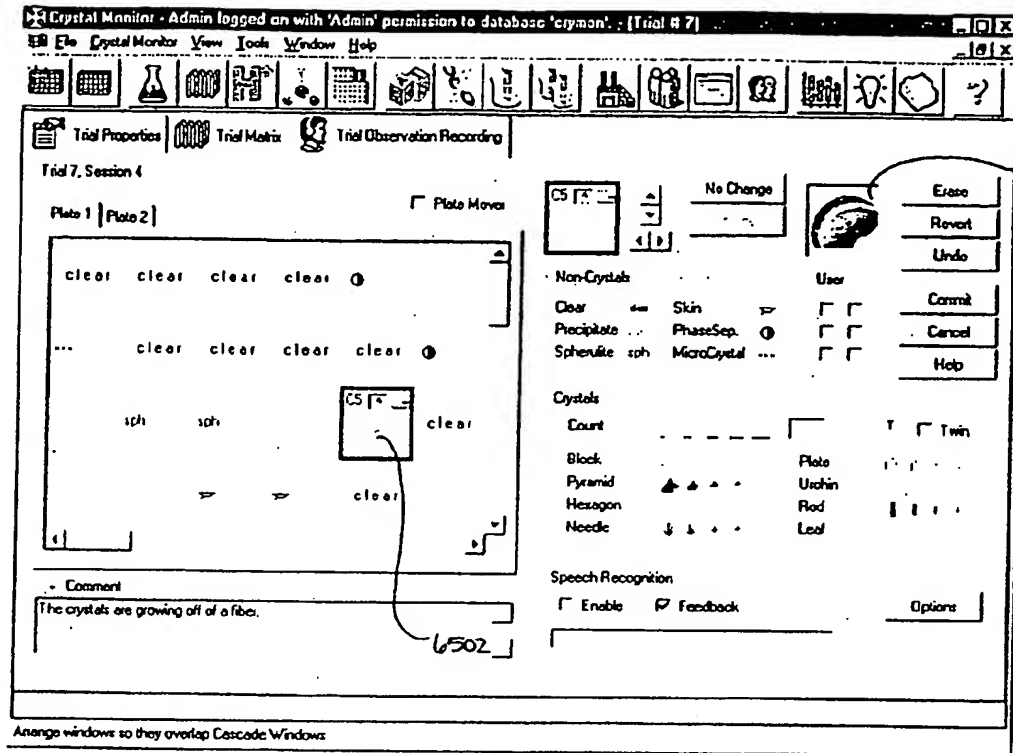 Crystal Monitor - Admin logged on with 'Admin' permission to database 'crymon'. - [Trial # 7]
File Crystal Monitor View Tools Window Help
Trial Properties Trial Matrix Trial Observation Recording
Trial 7, Session 4
Plate 1 Plate 2
Plate Moves
clear clear clear clear
clear clear clear clear
sph sph C5 4 clear
clear
Comment
The crystals are growing off of a fiber.
6502
C5 4 No Change
Erase
Revert
Undo
Commit
Cancel
Help
Non-Crystals User
Clear Skin
Precipitate PhaseSep.
Spherulite sph MicroCrystal
Crystals
Count Twin
Block Plate
Pyramid Urchin
Hexagon Rod
Needle Leaf
Speech Recognition
Enable Feedback Options
Arrange windows so they overlap Cascade Windows